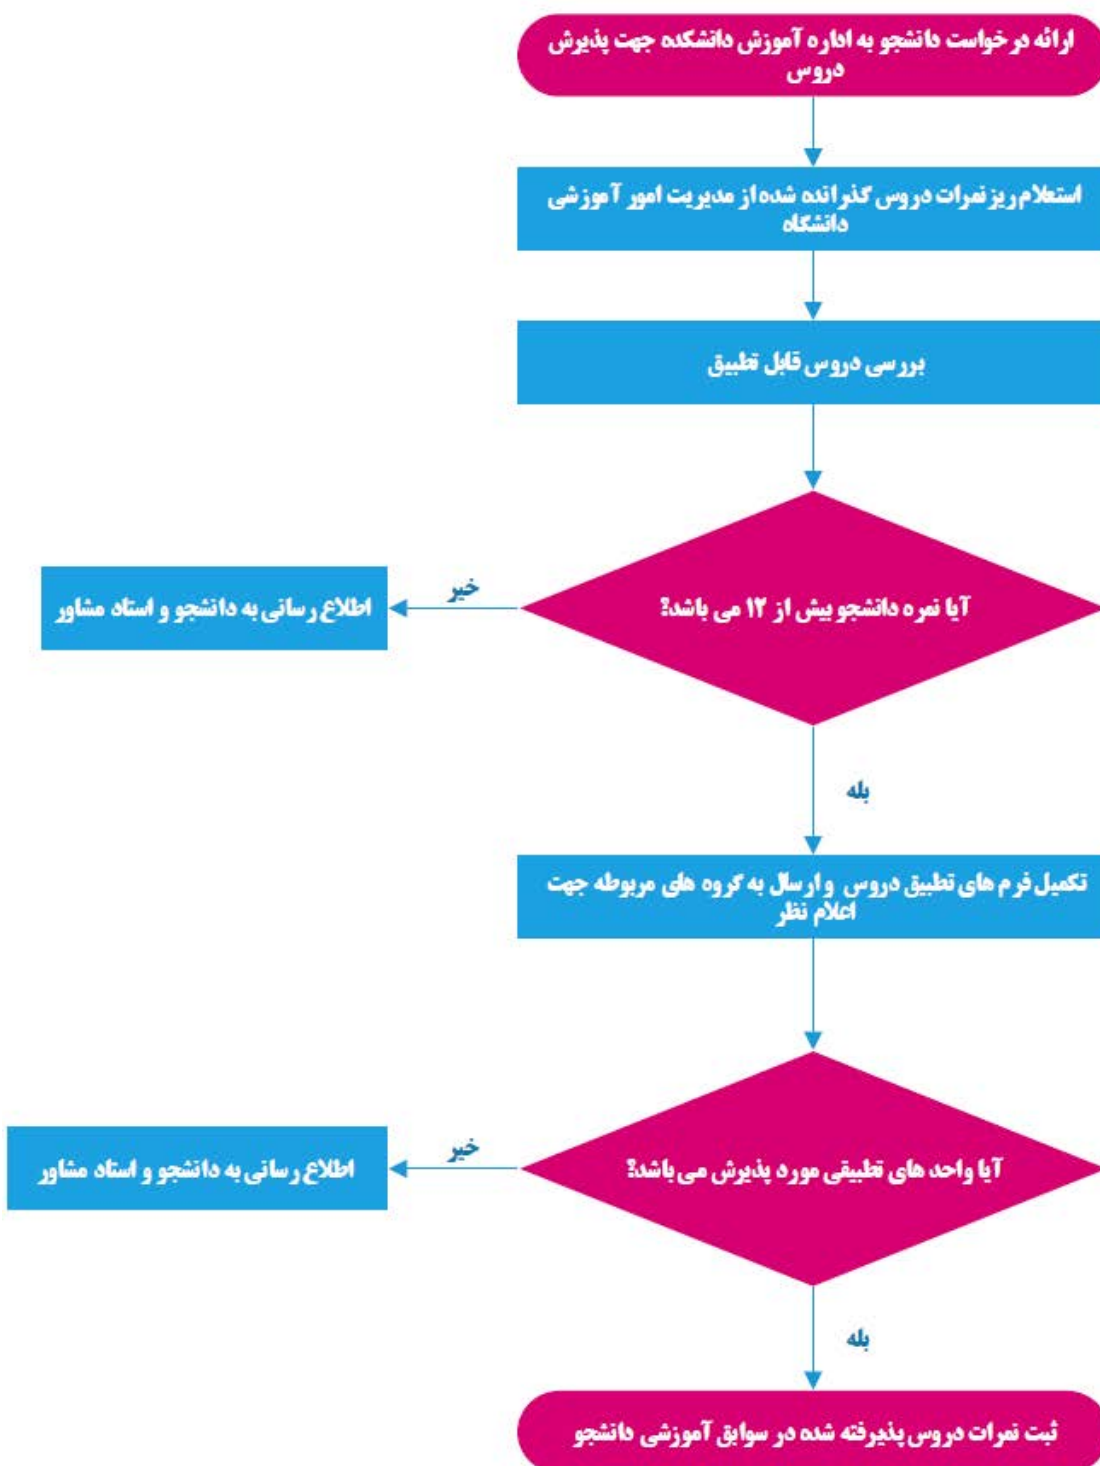 ارائه درخواست دانشجو به اداره آموزش دانشکده جهت پذیرش
دروس
استعلام ریز نمرات دروس گذرانده شده از مدیریت امور آموزشی
دانشگاه
بررسی دروس قابل تطبیق
آیا نمره دانشجو بیش از ۱۲ می باشد؟
خیر
اطلاع رسانی به دانشجو و استاد مشاور
بله
تکمیل فرم های تطبیق دروس و ارسال به گروه های مربوطه جهت
اعلام نظر
آیا واحد های تطبیقی مورد پذیرش می باشد؟
خیر
اطلاع رسانی به دانشجو و استاد مشاور
بله
ثبت نمرات دروس پذیرفته شده در سوابق آموزشی دانشجو